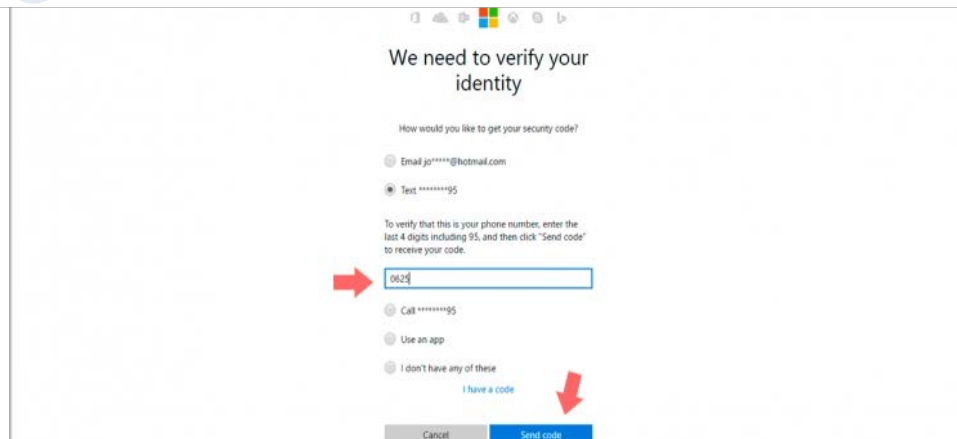 We need to verify your
identity
How would you like to get your security code?
Email jo*****@hotmail.com
Text ********95
To verify that this is your phone number, enter the
last 4 digits including 95, and then click "Send code"
to receive your code.
0625
Call ********95
Use an app
I don't have any of these
I have a code
Cancel
Send code